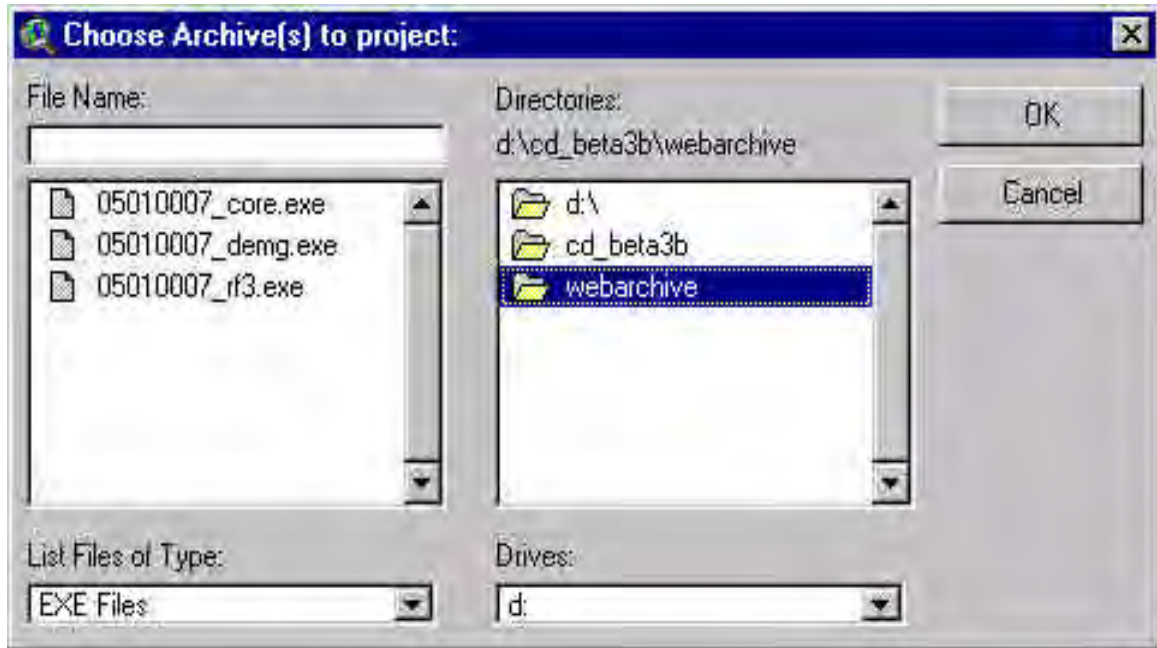 Choose Archive(s) to project:
File Name:
Directories:
d:\cd_beta3b\webarchive
OK
Cancel
05010007_core.exe
05010007_demg.exe
05010007_rf3.exe
d:\
cd_beta3b
webarchive
List Files of Type:
Drives:
EXE Files
d: